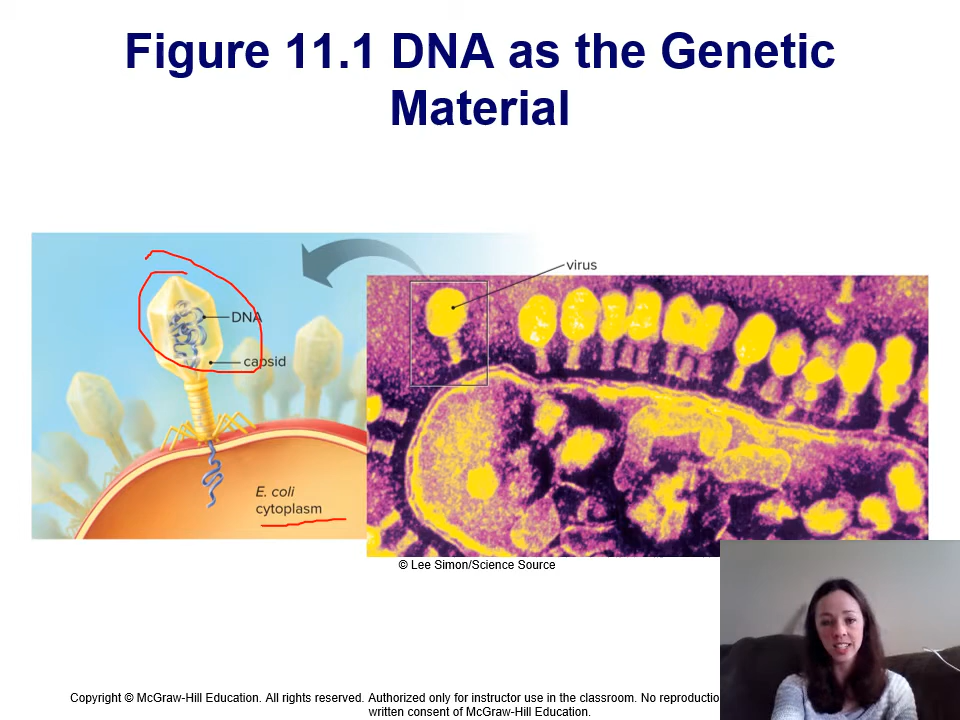 Figure 11.1 DNA as the Genetic
Material
virus
DNA
capsid
E. coli
cytoplasm
© Lee Simon/Science Source
Copyright © McGraw-Hill Education. All rights reserved. Authorized only for instructor use in the classroom. No
written consent of McGraw-Hill Education.